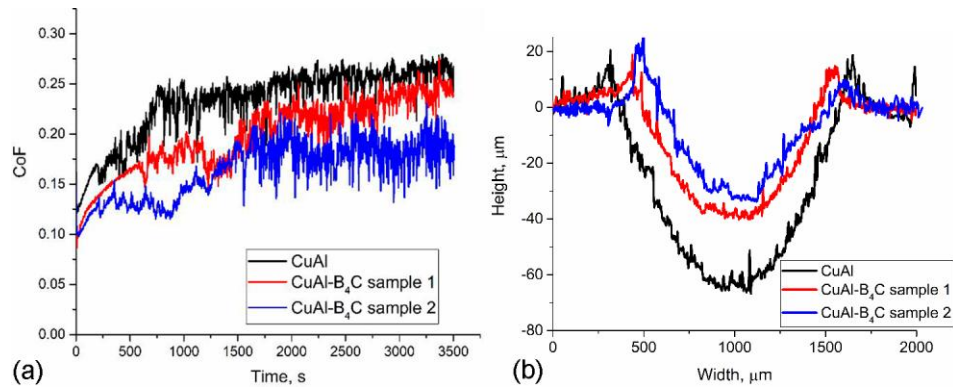 0.30
0.25
0.20
0.15
0.10
0.05
0.00
CoF
0 500 1000 1500 2000 2500 3000 3500
Time, s
CuAl
CuAl-B₄C sample 1
CuAl-B₄C sample 2
(a)
20
0
-20
-40
-60
-80
Height, μm
0 500 1000 1500 2000
Width, μm
CuAl
CuAl-B₄C sample 1
CuAl-B₄C sample 2
(b)